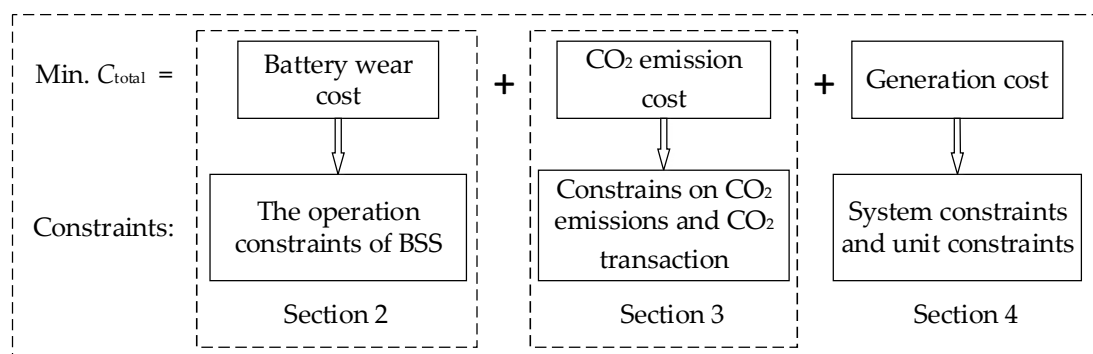 Min. Ctotal =
Battery wear
cost
+
CO2 emission
cost
+
Generation cost
Constraints:
The operation
constraints of BSS
Constrains on CO2
emissions and CO2
transaction
System constraints
and unit constraints
Section 2
Section 3
Section 4